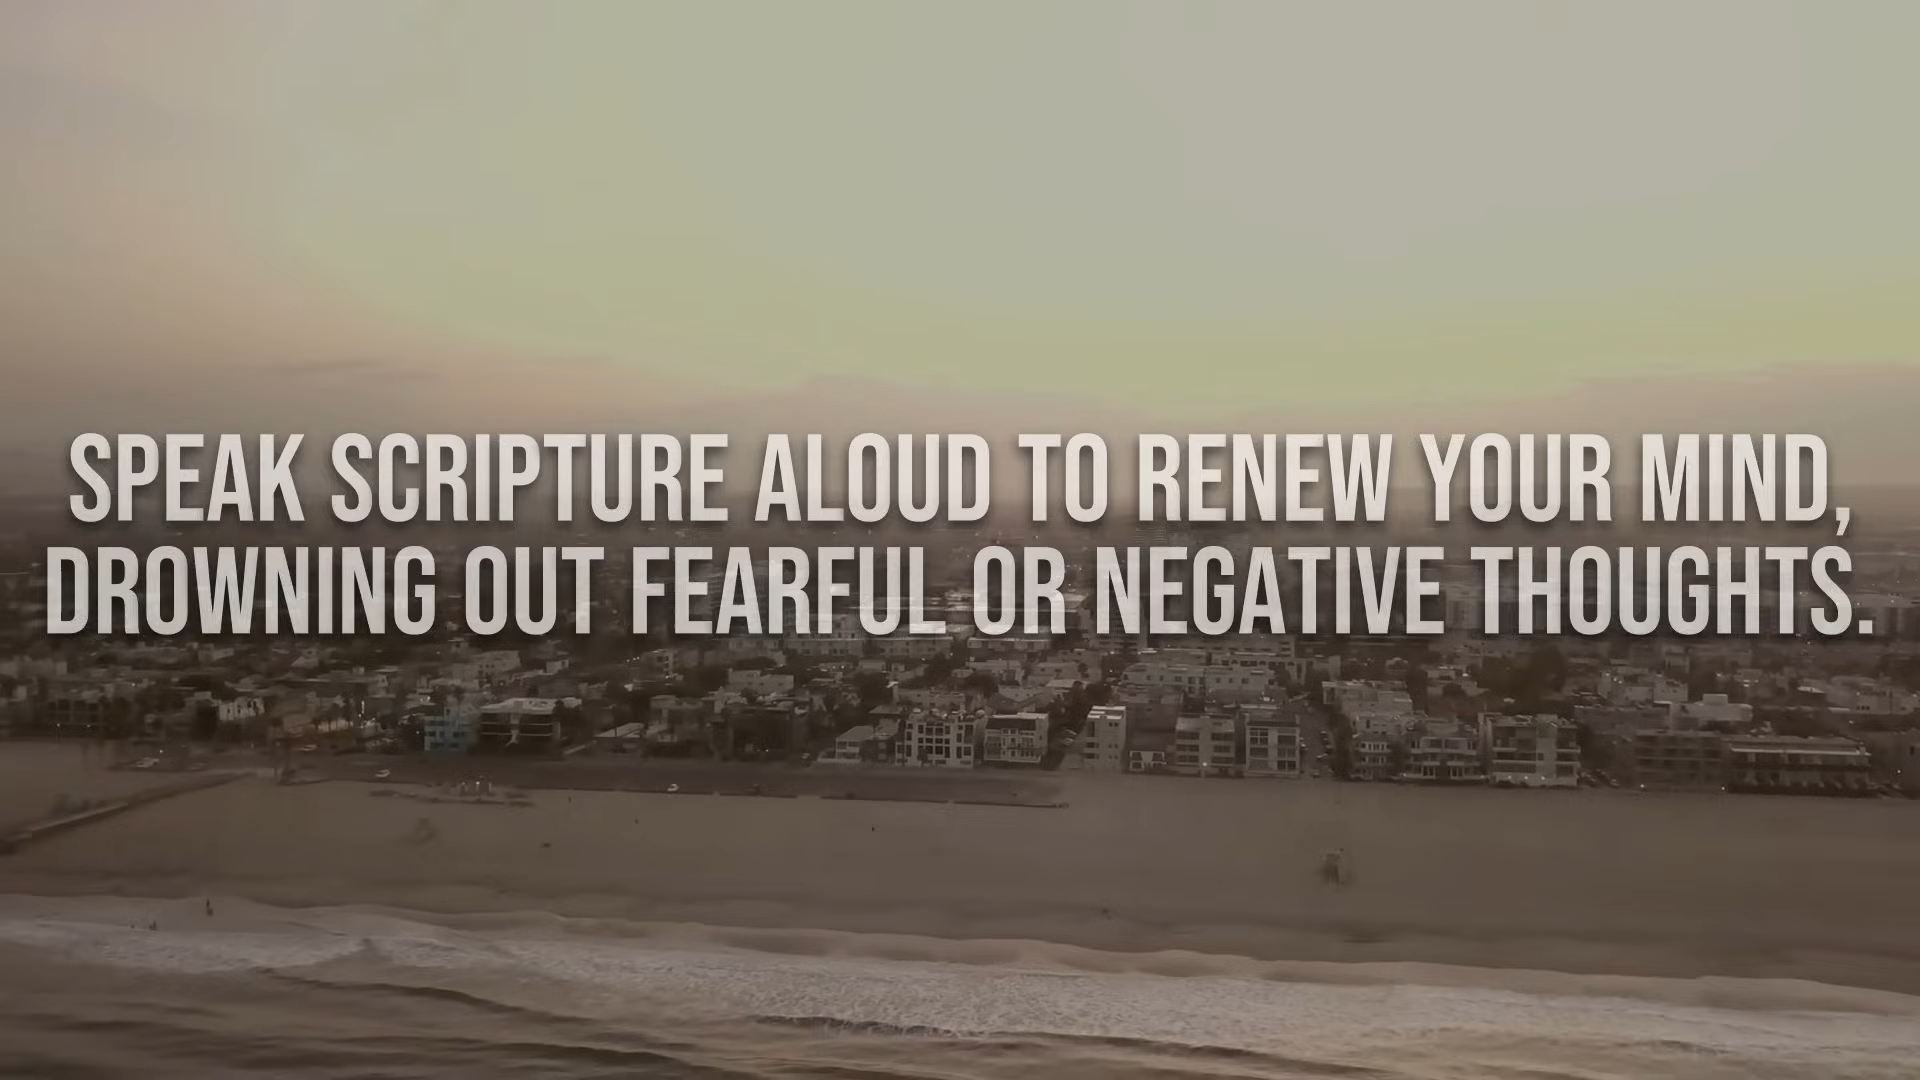 SPEAK SCRIPTURE ALOUD TO RENEW YOUR MIND,
DROWNING OUT FEARFUL OR NEGATIVE THOUGHTS.